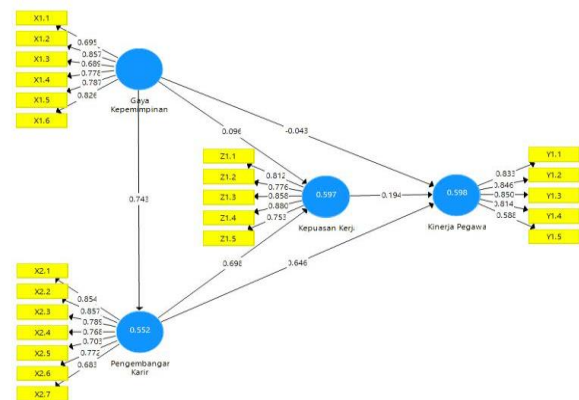 X1.1
X1.2
X1.3
X1.4
X1.5
X1.6
0.695
0.857
0.689
0.778
0.787
0.826
Gaya
Kepemimpinan
0.096
-0.043
0.743
Z1.1
Z1.2
Z1.3
Z1.4
Z1.5
0.812
0.776
0.858
0.880
0.753
0.597
Kepuasan Kerj.
0.194
0.598
Kinerja Pegawa
0.833
0.846
0.850
0.814
0.588
Y1.1
Y1.2
Y1.3
Y1.4
Y1.5
0.698
0.646
X2.1
X2.2
X2.3
X2.4
X2.5
X2.6
X2.7
0.854
0.857
0.789
0.768
0.703
0.772
0.683
0.552
Pengembangar
Karir